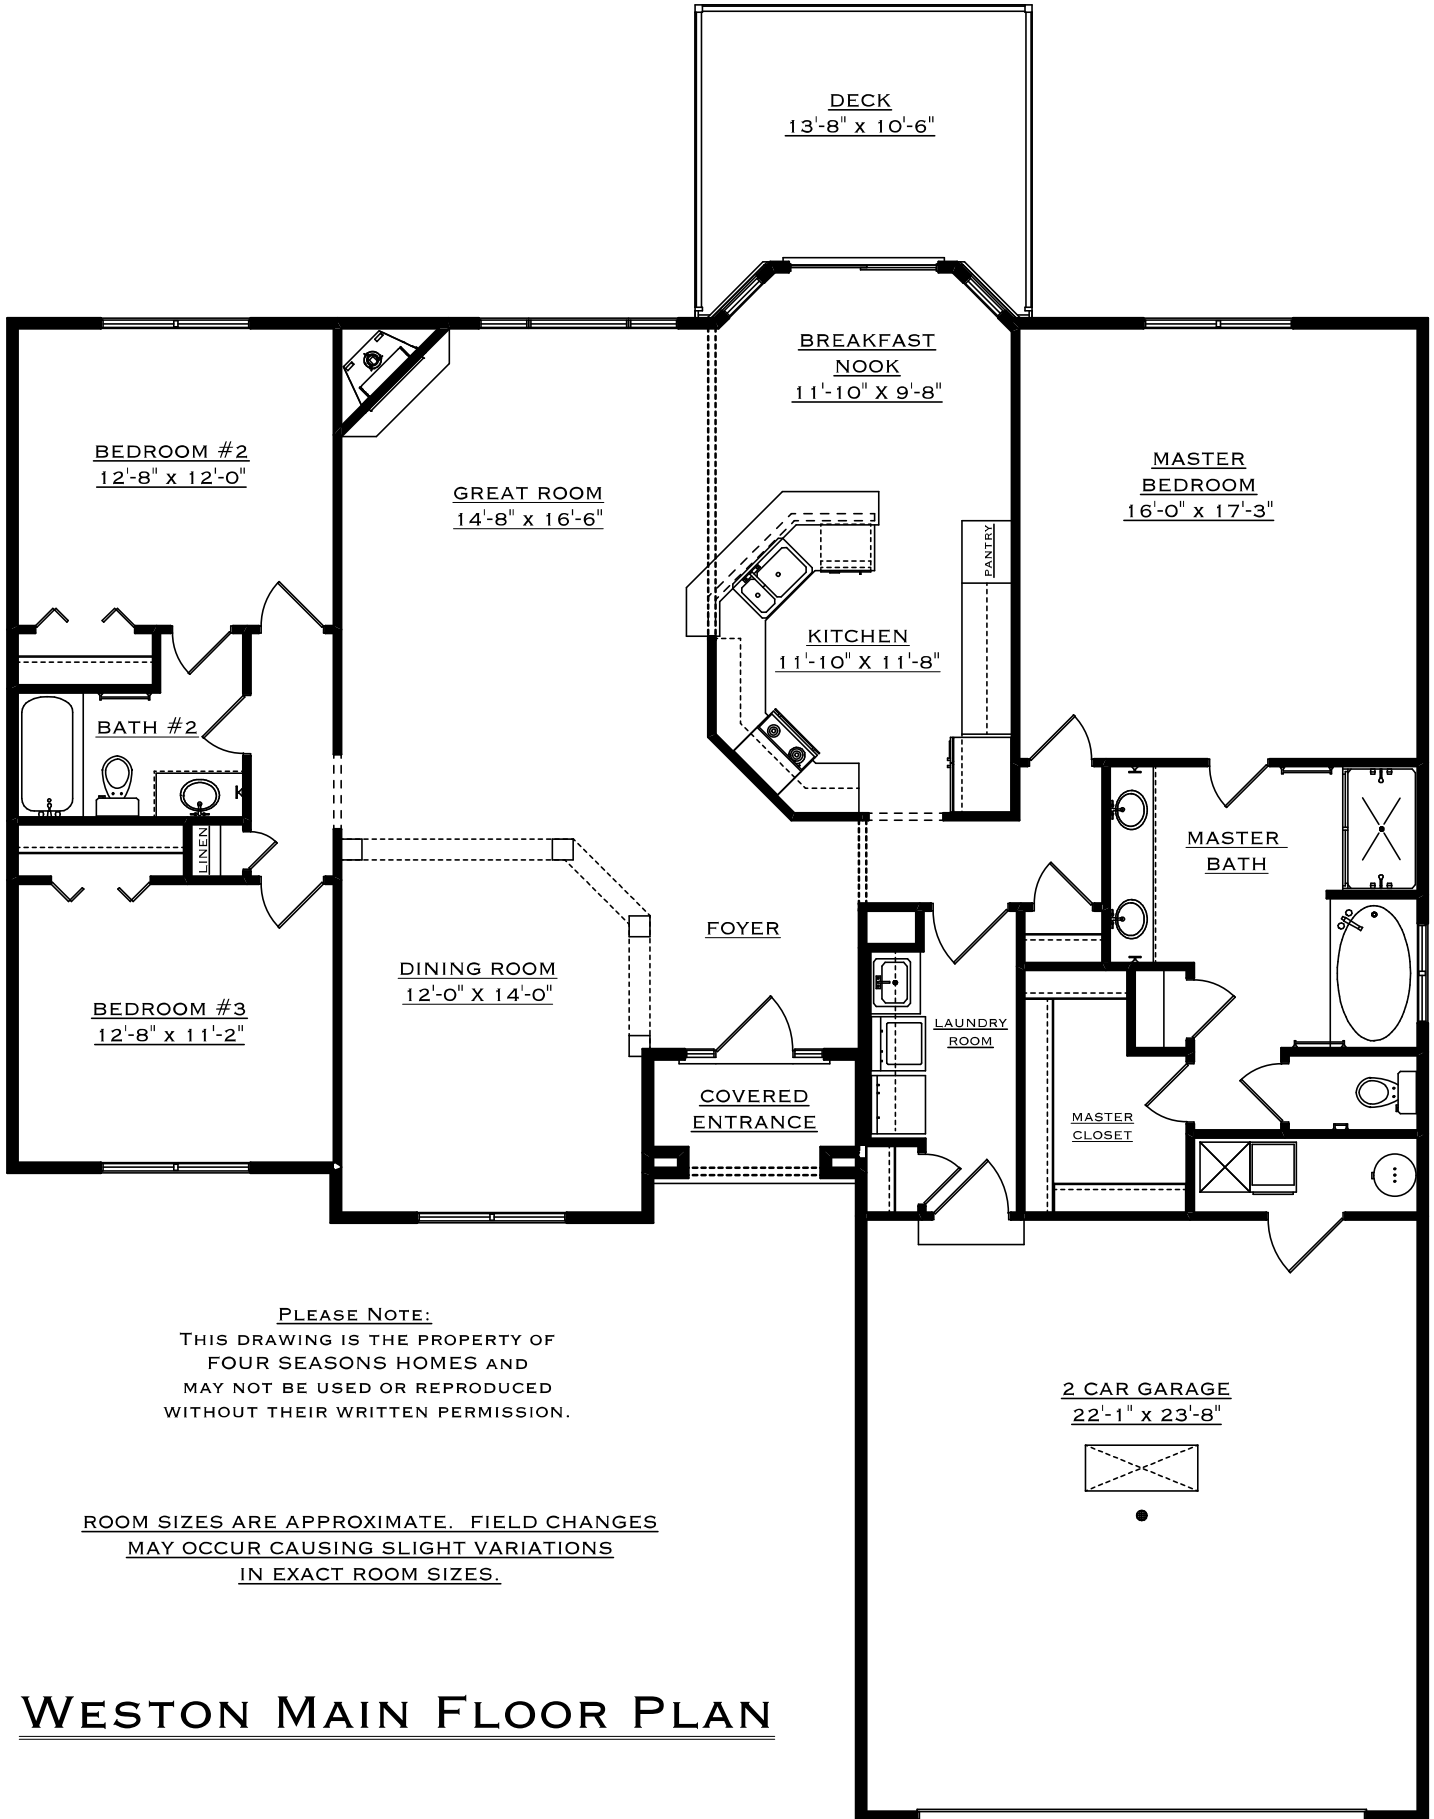 DECK
13'-8" x 10'-6"
BREAKFAST
NOOK
11'-10" X 9'-8"
BEDROOM #2
12'-8" x 12'-0"
GREAT ROOM
14'-8" x 16'-6"
MASTER
BEDROOM
16'-0" x 17'-3"
PANTRY
KITCHEN
11'-10" X 11'-8"
BATH #2
LINEN
MASTER
BATH
FOYER
DINING ROOM
12'-0" X 14'-0"
BEDROOM #3
12'-8" x 11'-2"
LAUNDRY
ROOM
COVERED
ENTRANCE
MASTER
CLOSET
PLEASE NOTE:
THIS DRAWING IS THE PROPERTY OF
FOUR SEASONS HOMES AND
MAY NOT BE USED OR REPRODUCED
WITHOUT THEIR WRITTEN PERMISSION.
2 CAR GARAGE
22'-1" x 23'-8"
ROOM SIZES ARE APPROXIMATE. FIELD CHANGES
MAY OCCUR CAUSING SLIGHT VARIATIONS
IN EXACT ROOM SIZES.
WESTON MAIN FLOOR PLAN